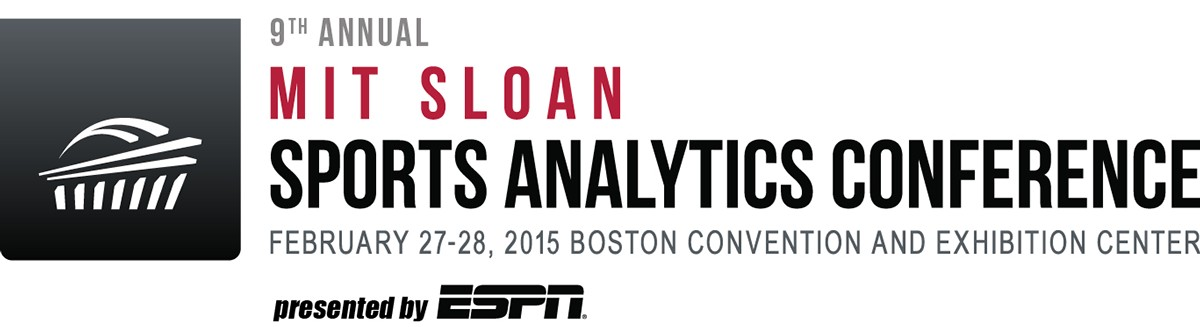 9TH ANNUAL
MIT SLOAN
SPORTS ANALYTICS CONFERENCE
FEBRUARY 27-28, 2015 BOSTON CONVENTION AND EXHIBITION CENTER
presented by ESPN®